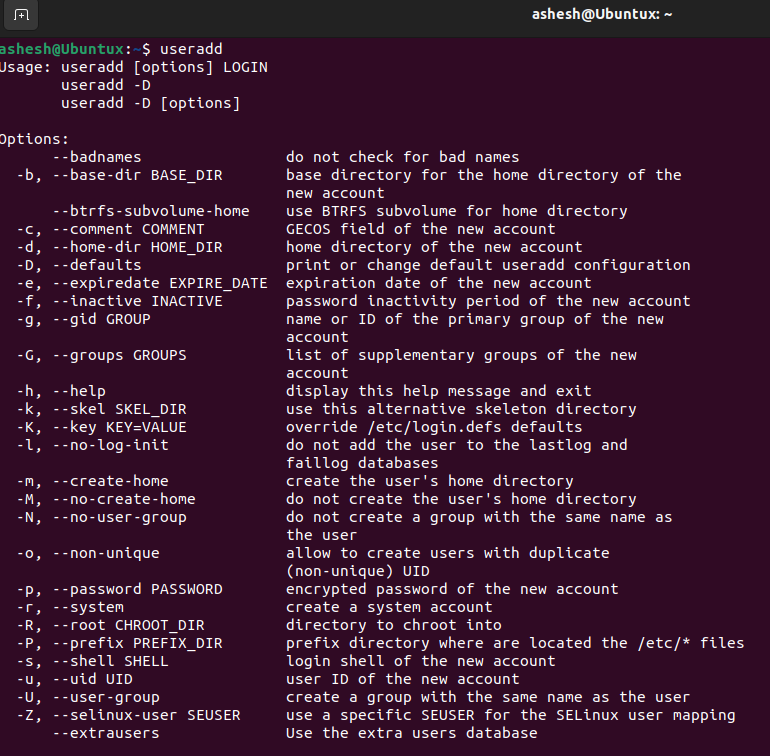 ashesh@Ubuntux: ~
ashesh@Ubuntux:~$ useradd
Usage: useradd [options] LOGIN
       useradd -D
       useradd -D [options]

Options:
      --badnames                do not check for bad names
  -b, --base-dir BASE_DIR       base directory for the home directory of the
                                new account
      --btrfs-subvolume-home    use BTRFS subvolume for home directory
  -c, --comment COMMENT         GECOS field of the new account
  -d, --home-dir HOME_DIR       home directory of the new account
  -D, --defaults                print or change default useradd configuration
  -e, --expiredate EXPIRE_DATE  expiration date of the new account
  -f, --inactive INACTIVE       password inactivity period of the new account
  -g, --gid GROUP               name or ID of the primary group of the new
                                account
  -G, --groups GROUPS           list of supplementary groups of the new
                                account
  -h, --help                    display this help message and exit
  -k, --skel SKEL_DIR           use this alternative skeleton directory
  -K, --key KEY=VALUE           override /etc/login.defs defaults
  -l, --no-log-init             do not add the user to the lastlog and
                                faillog databases
  -m, --create-home             create the user's home directory
  -M, --no-create-home          do not create the user's home directory
  -N, --no-user-group           do not create a group with the same name as
                                the user
  -o, --non-unique              allow to create users with duplicate
                                (non-unique) UID
  -p, --password PASSWORD       encrypted password of the new account
  -r, --system                  create a system account
  -R, --root CHROOT_DIR         directory to chroot into
  -P, --prefix PREFIX_DIR       prefix directory where are located the /etc/* files
  -s, --shell SHELL             login shell of the new account
  -u, --uid UID                 user ID of the new account
  -U, --user-group              create a group with the same name as the user
  -Z, --selinux-user SEUSER     use a specific SEUSER for the SELinux user mapping
      --extrausers              Use the extra users database